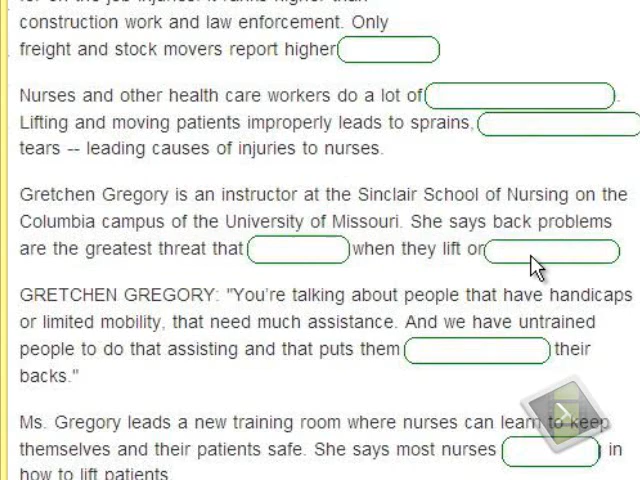 construction work and law enforcement. Only
freight and stock movers report higher
Nurses and other health care workers do a lot of .
Lifting and moving patients improperly leads to sprains,
tears -- leading causes of injuries to nurses.
Gretchen Gregory is an instructor at the Sinclair School of Nursing on the
Columbia campus of the University of Missouri. She says back problems
are the greatest threat that when they lift or
GRETCHEN GREGORY: "You're talking about people that have handicaps
or limited mobility, that need much assistance. And we have untrained
people to do that assisting and that puts them their
backs."
Ms. Gregory leads a new training room where nurses can learn to keep
themselves and their patients safe. She says most nurses in
how to lift patients.